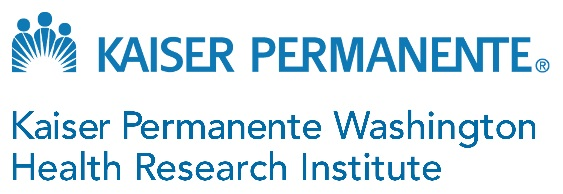 KAISER PERMANENTE®
Kaiser Permanente Washington
Health Research Institute